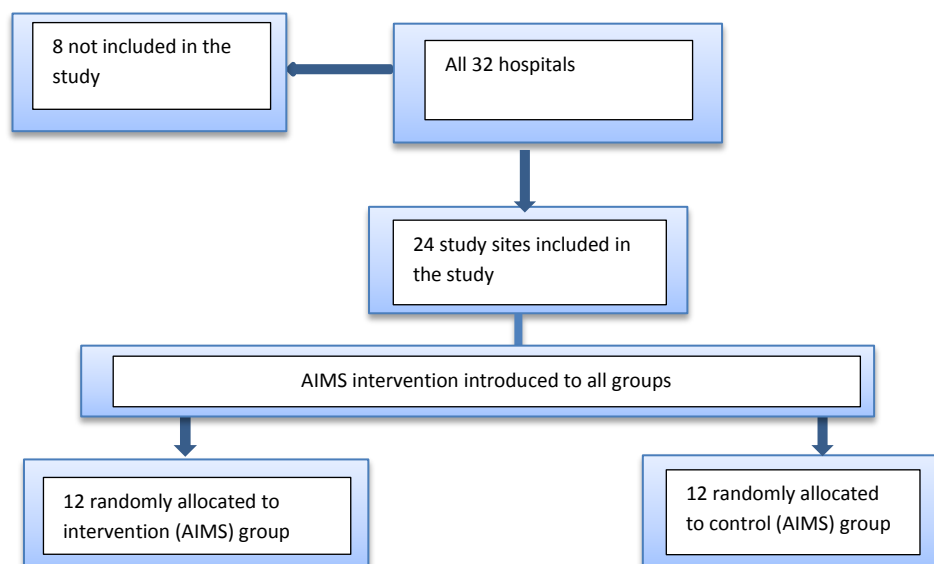 8 not included in the
study
All 32 hospitals
24 study sites included in
the study
AIMS intervention introduced to all groups
12 randomly allocated to
intervention (AIMS) group
12 randomly allocated
to control (AIMS) group